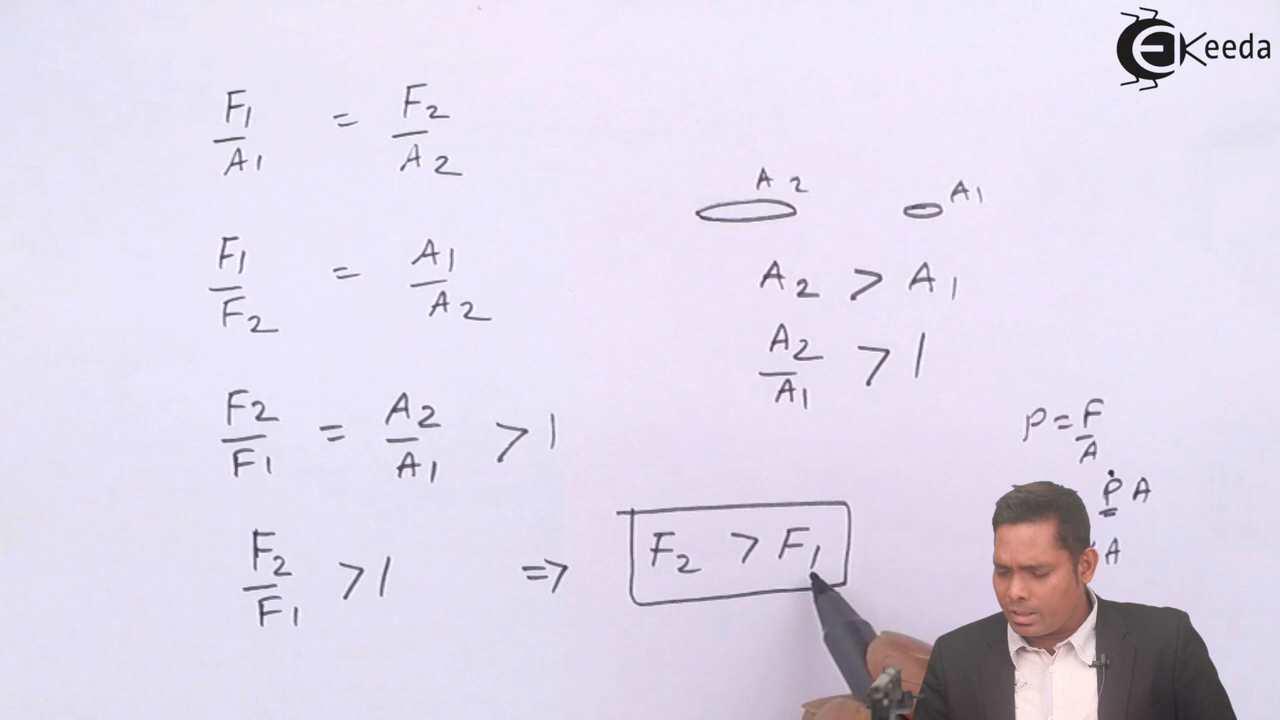 Keeda
F1/A1 = F2/A2
F1/F2 = A1/A2
F2/F1 = A2/A1 > 1
F2/F1 > 1 => F2 > F1
A2 A1
A2 > A1
A2/A1 > 1
P = F/A
P A
A